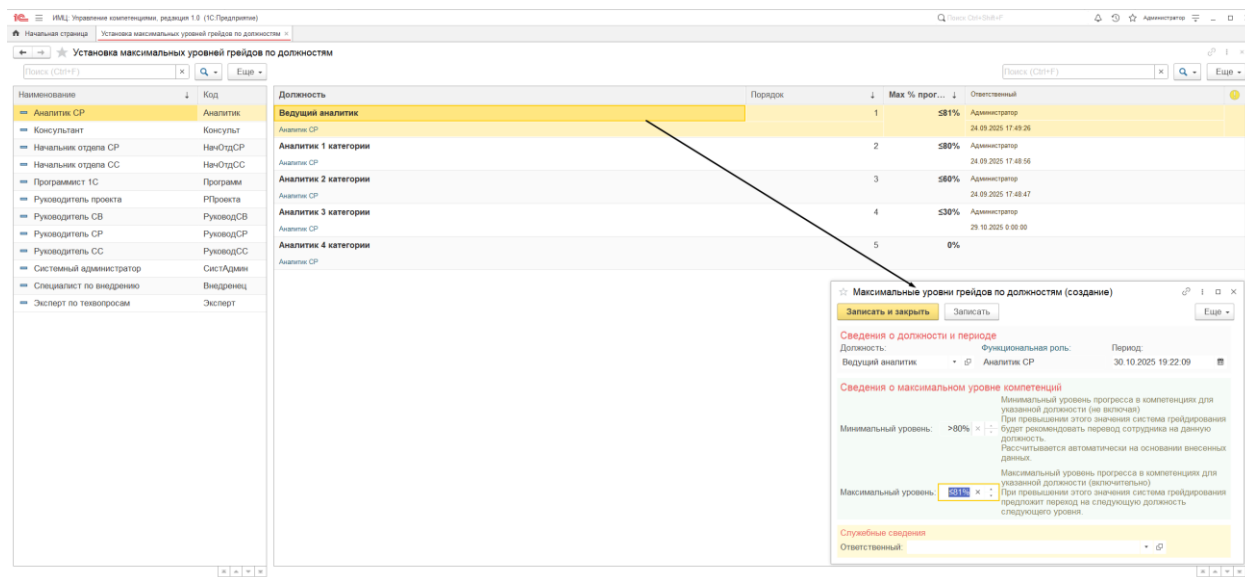 ИМЦ: Управление компетенциями, редакция 1.0 (1С:Предприятие)
Поиск Ctrl+Shift+F
Администратор
Начальная страница
Установка максимальных уровней грейдов по должностям ×
Установка максимальных уровней грейдов по должностям
Поиск (Ctrl+F) × Еще
Поиск (Ctrl+F) × Еще
Наименование ↓ Код
Аналитик СР Аналитик
Консультант Консульт
Начальник отдела СР НачОтдСР
Начальник отдела СС НачОтдСС
Программист 1С Программ
Руководитель проекта РПроекта
Руководитель СВ РуководСВ
Руководитель СР РуководСР
Руководитель СС РуководСС
Системный администратор СистАдмин
Специалист по внедрению Внедренец
Эксперт по техвопросам Эксперт
Должность Порядок ↓ Max % прог... ↓ Ответственный
Ведущий аналитик 1 ≤81% Администратор
Аналитик СР 24.09.2025 17:49:26
Аналитик 1 категории 2 ≤80% Администратор
Аналитик СР 24.09.2025 17:48:56
Аналитик 2 категории 3 ≤60% Администратор
Аналитик СР 24.09.2025 17:48:47
Аналитик 3 категории 4 ≤30% Администратор
Аналитик СР 29.10.2025 0:00:00
Аналитик 4 категории 5 0%
Аналитик СР
Максимальные уровни грейдов по должностям (создание)
Записать и закрыть Записать Еще
Сведения о должности и периоде
Должность: Функциональная роль: Период:
Ведущий аналитик Аналитик СР 30.10.2025 19:22:09
Сведения о максимальном уровне компетенций
Минимальный уровень: >80%
Минимальный уровень прогресса в компетенциях для
указанной должности (не включая)
При превышении этого значения система грейдирования
будет рекомендовать перевод сотрудника на данную
должность.
Рассчитывается автоматически на основании внесенных
данных.
Максимальный уровень: ≤81%
Максимальный уровень прогресса в компетенциях для
указанной должности (включительно)
При превышении этого значения система грейдирования
предложит переход на следующую должность
следующего уровня.
Служебные сведения
Ответственный: